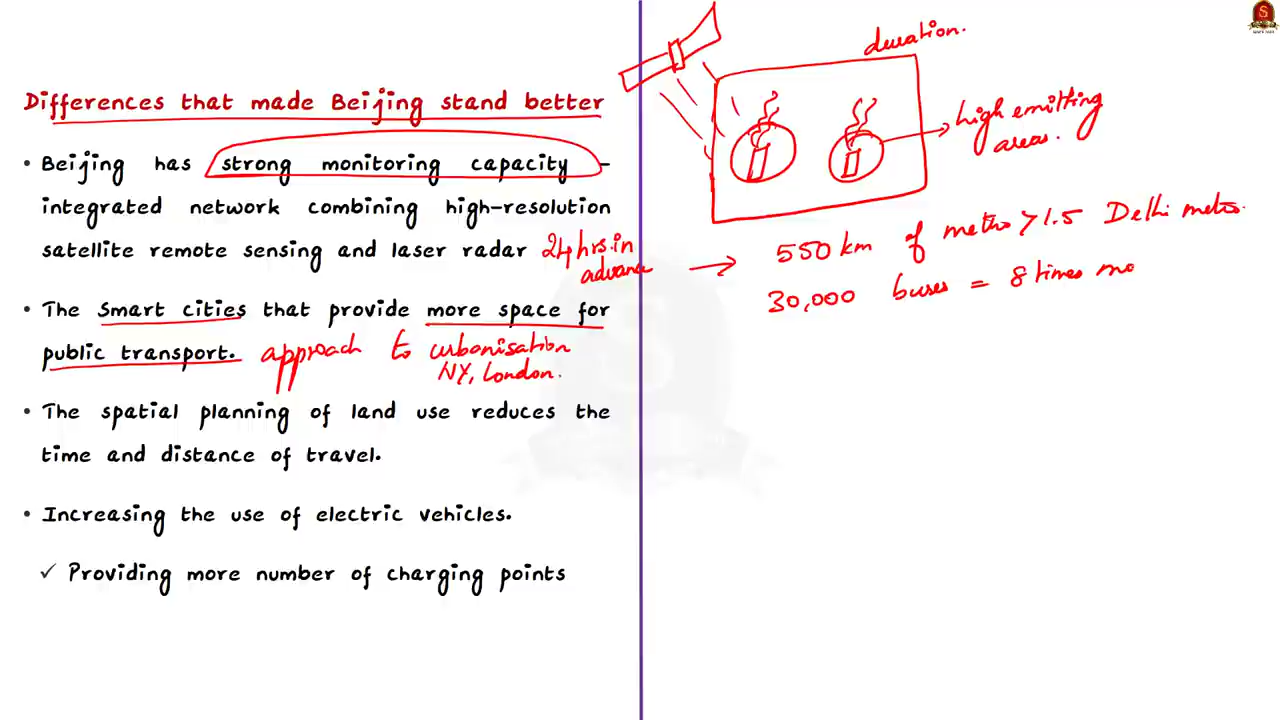 Differences that made Beijing stand better
• Beijing has strong monitoring capacity -
integrated network combining high-resolution
satellite remote sensing and laser radar 24 hrs in
advance
• The Smart cities that provide more space for
public transport. approach to urbanisation
NY, London.
• The spatial planning of land use reduces the
time and distance of travel.
• Increasing the use of electric vehicles.
✓ Providing more number of charging points
duration.
high emitting
areas.
→ 550 km of metro > 1.5 Delhi metro.
30,000 buses = 8 times mo